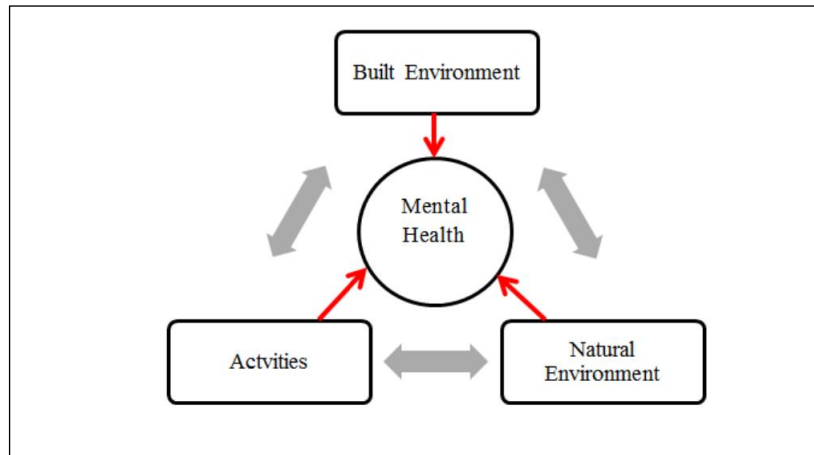 Built Environment
Mental
Health
Actvities
Natural
Environment